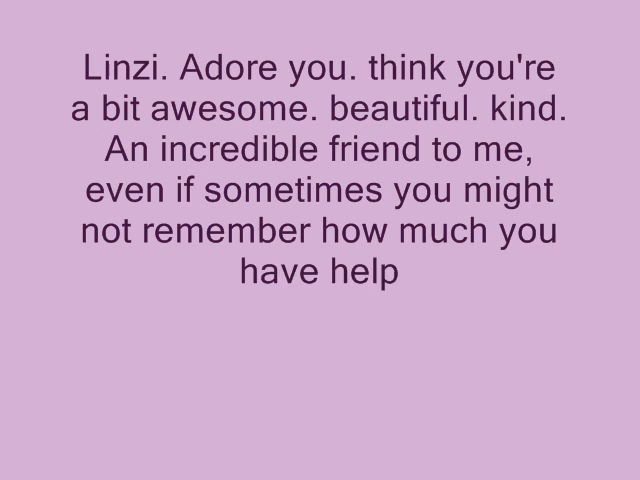 Linzi. Adore you. think you're
a bit awesome. beautiful. kind.
An incredible friend to me,
even if sometimes you might
not remember how much you
have help